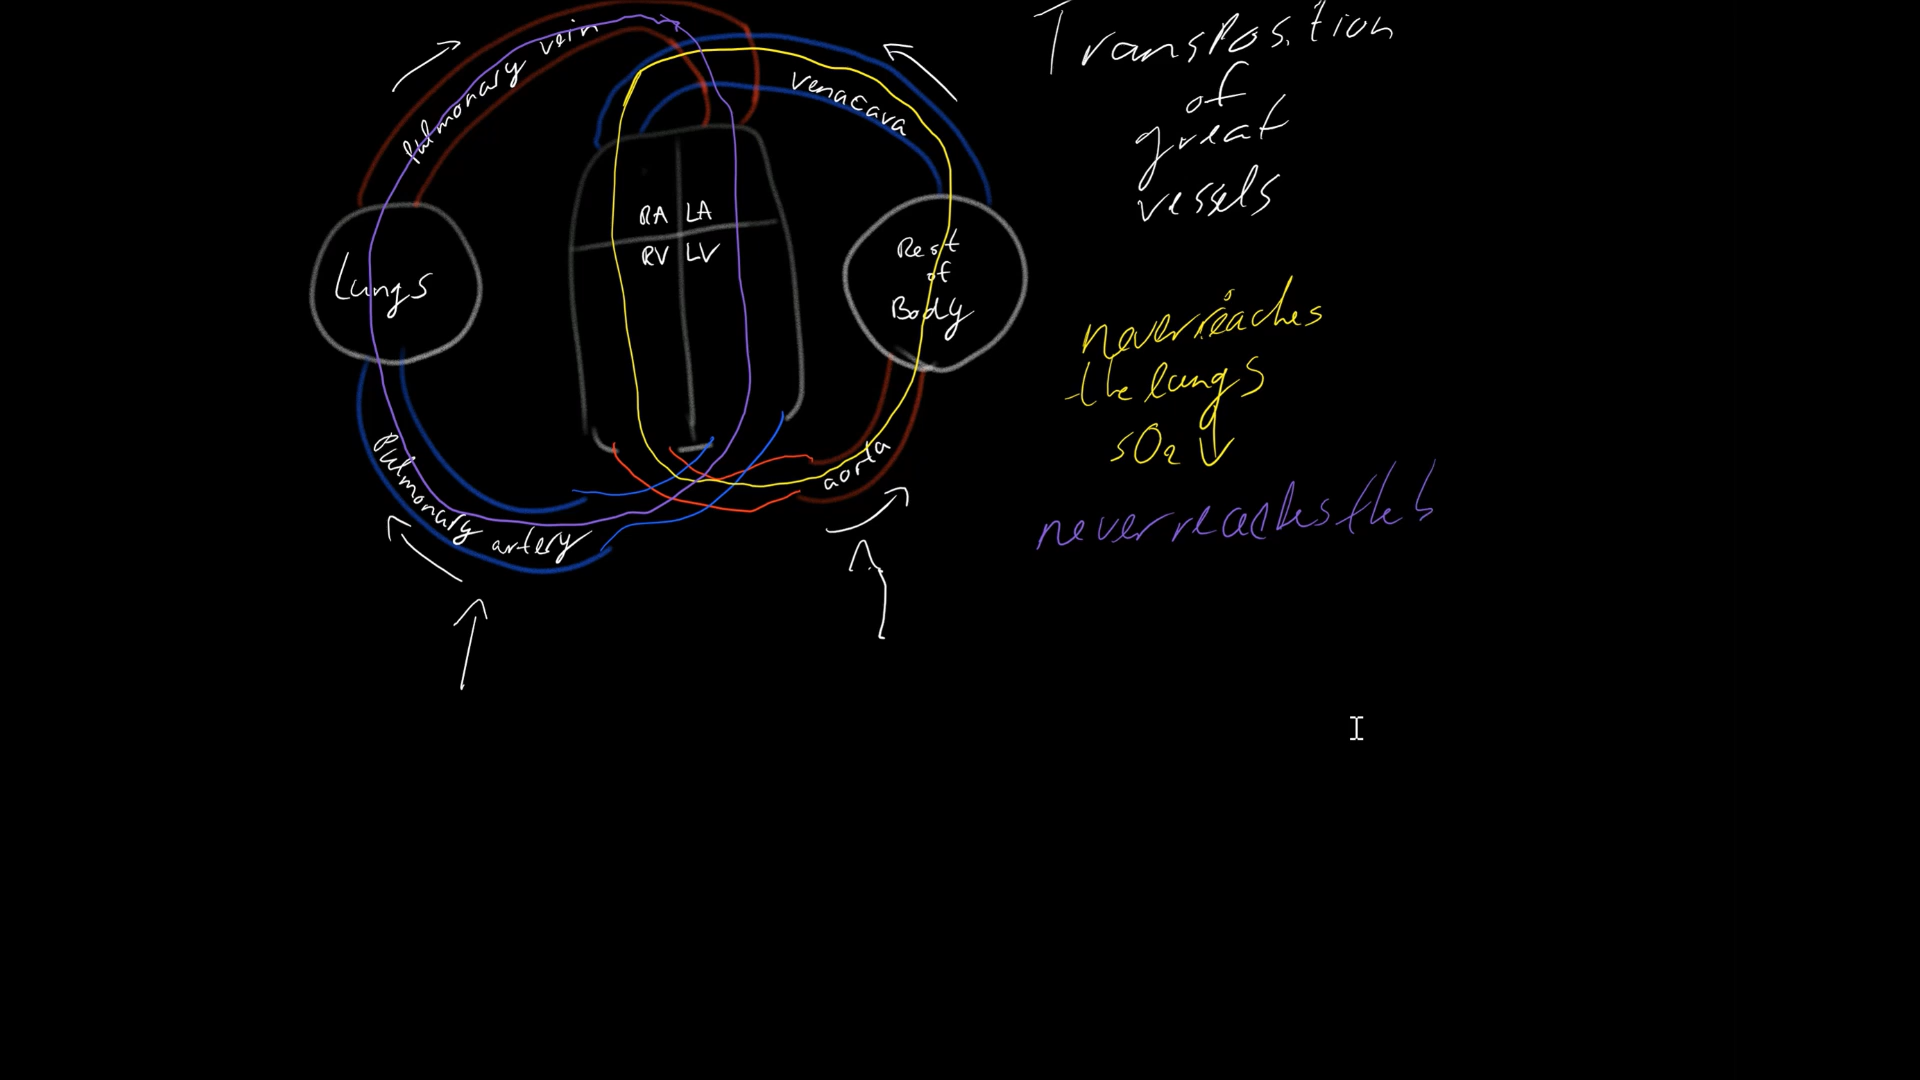 Transposition
of
great
vessels
pulmonary vein
venacava
RA LA
RV LV
Lungs
Rest
of
Body
never reaches
the lungs
sO₂ ↓
aorta
Pulmonary artery
never reaches the b